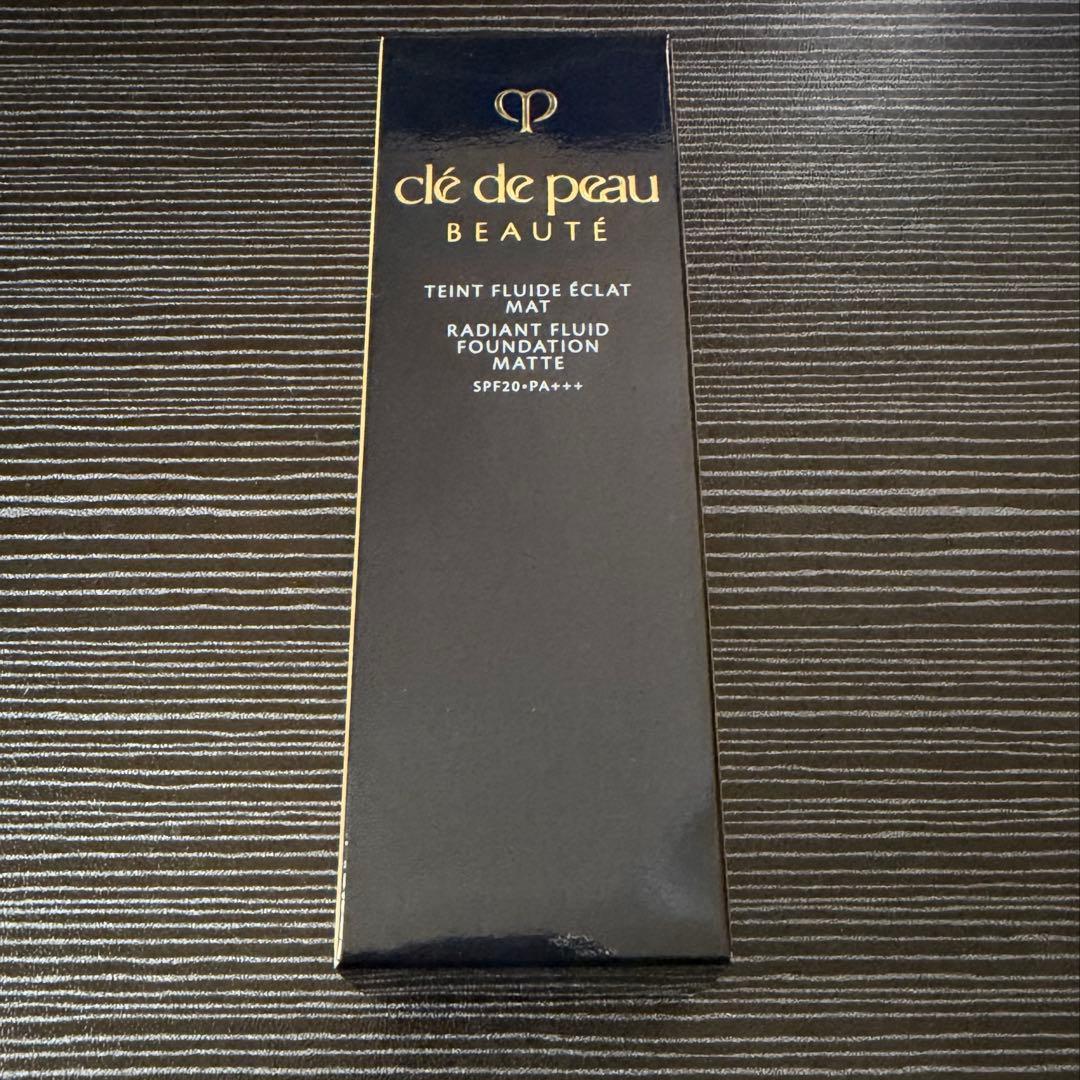 clé de peau
BEAUTÉ
TEINT FLUIDE ÉCLAT
MAT
RADIANT FLUID
FOUNDATION
MATTE
SPF20•PA+++